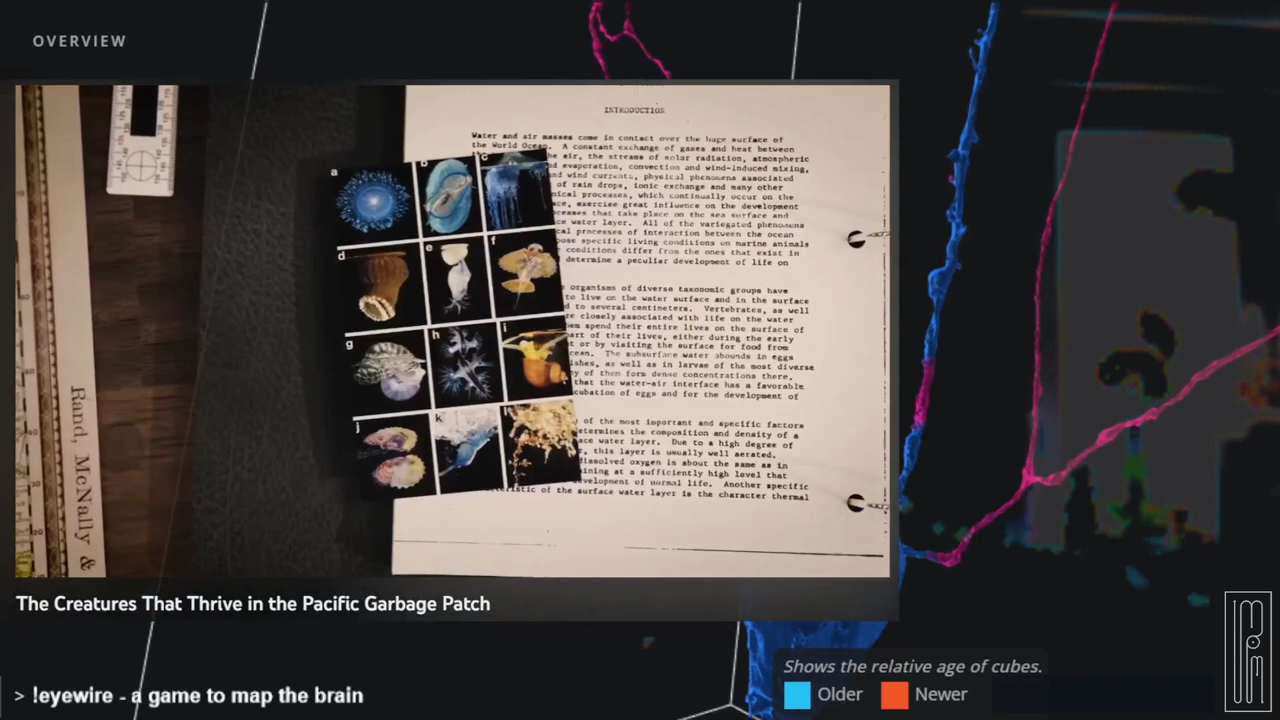 OVERVIEW
INTRODUCTION
Water and air masses come in contact over the huge surface of
the World Ocean. A constant exchange of gases and heat between
the air, the streams of solar radiation, atmospheric
evaporation, convection and wind-induced mixing,
and wind currents, physical phenomena associated
of rain drops, ionic exchange and many other
processes, which continually occur on the
exercise great influence on the development
that take place on the sea surface and
water layer. All of the variegated phenomena
processes of interaction between the ocean
specific living conditions on marine animals
conditions differ from the ones that exist in
determine a peculiar development of life on
organisms of diverse taxonomic groups have
to live on the water surface and in the surface
to several centimeters. Vertebrates, as well
closely associated with life on the water
spend their entire lives on the surface of
part of their lives, either during the early
or by visiting the surface for food from
The subsurface water abounds in eggs
as well as in larvae of the most diverse
of them form dense concentrations there.
that the water-air interface has a favorable
eggs and for the development of
of the most important and specific factors
determines the composition and density of a
water layer. Due to a high degree of
this layer is usually well aerated.
dissolved oxygen is about the same as in
at a sufficiently high level that
development of normal life. Another specific
of the surface water layer is the character thermal
a
b
c
d
e
f
g
h
i
j
k
l
Rand, McNally &
The Creatures That Thrive in the Pacific Garbage Patch
> !eyewire - a game to map the brain
Shows the relative age of cubes.
Older
Newer